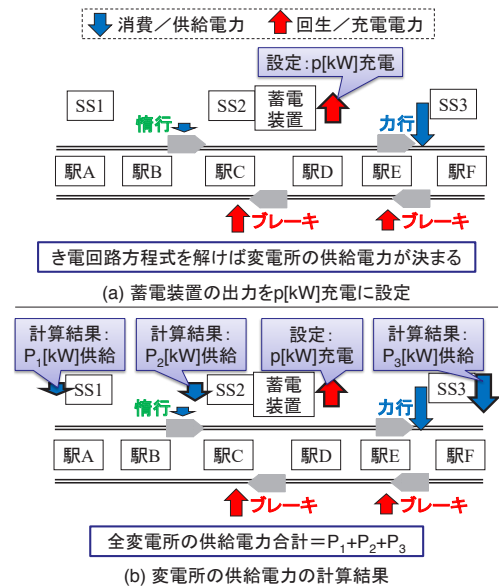 消費／供給電力
回生／充電電力
設定：p[kW]充電
SS1
SS2
蓄電
装置
SS3
惰行
力行
駅A
駅B
駅C
駅D
駅E
駅F
ブレーキ
ブレーキ
き電回路方程式を解けば変電所の供給電力が決まる
(a) 蓄電装置の出力をp[kW]充電に設定
計算結果：
P₁[kW]供給
計算結果：
P₂[kW]供給
設定：
p[kW]充電
計算結果：
P₃[kW]供給
SS1
SS2
蓄電
装置
SS3
惰行
力行
駅A
駅B
駅C
駅D
駅E
駅F
ブレーキ
ブレーキ
全変電所の供給電力合計＝P₁+P₂+P₃
(b) 変電所の供給電力の計算結果